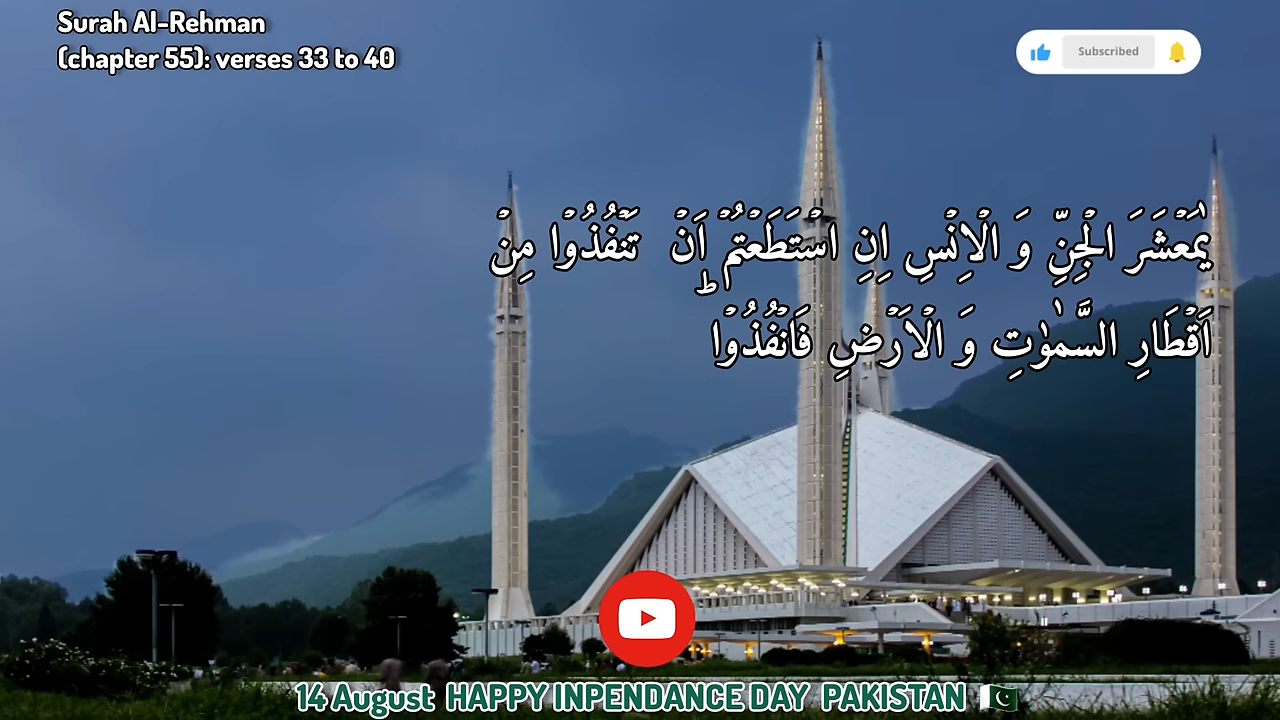 Surah Al-Rehman
(chapter 55): verses 33 to 40
Subscribed
يٰمَعْشَرَ الْجِنِّ وَ الْاِنْسِ اِنِ اسْتَطَعْتُمْ اَنْ تَنْفُذُوْا مِنْ
اَقْطَارِ السَّمٰوٰتِ وَ الْاَرْضِ فَانْفُذُوْاؕ
14 August HAPPY INPENDANCE DAY PAKISTAN 🇵🇰